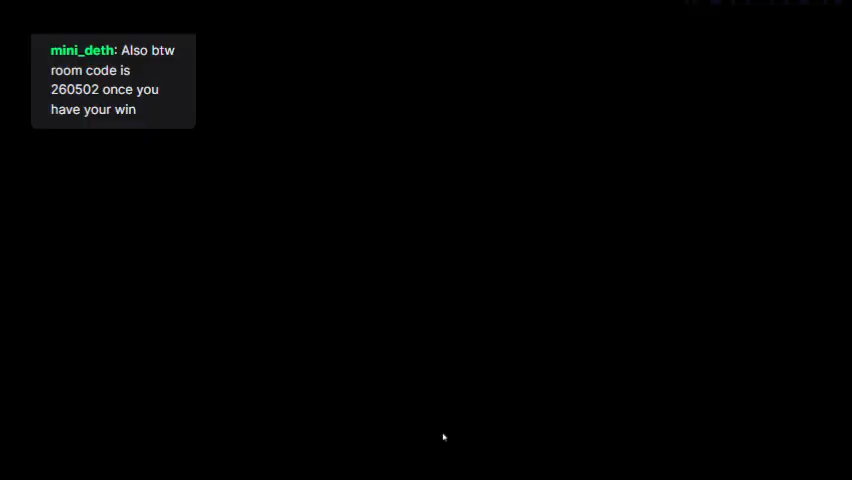 mini_deth: Also btw
room code is
260502 once you
have your win